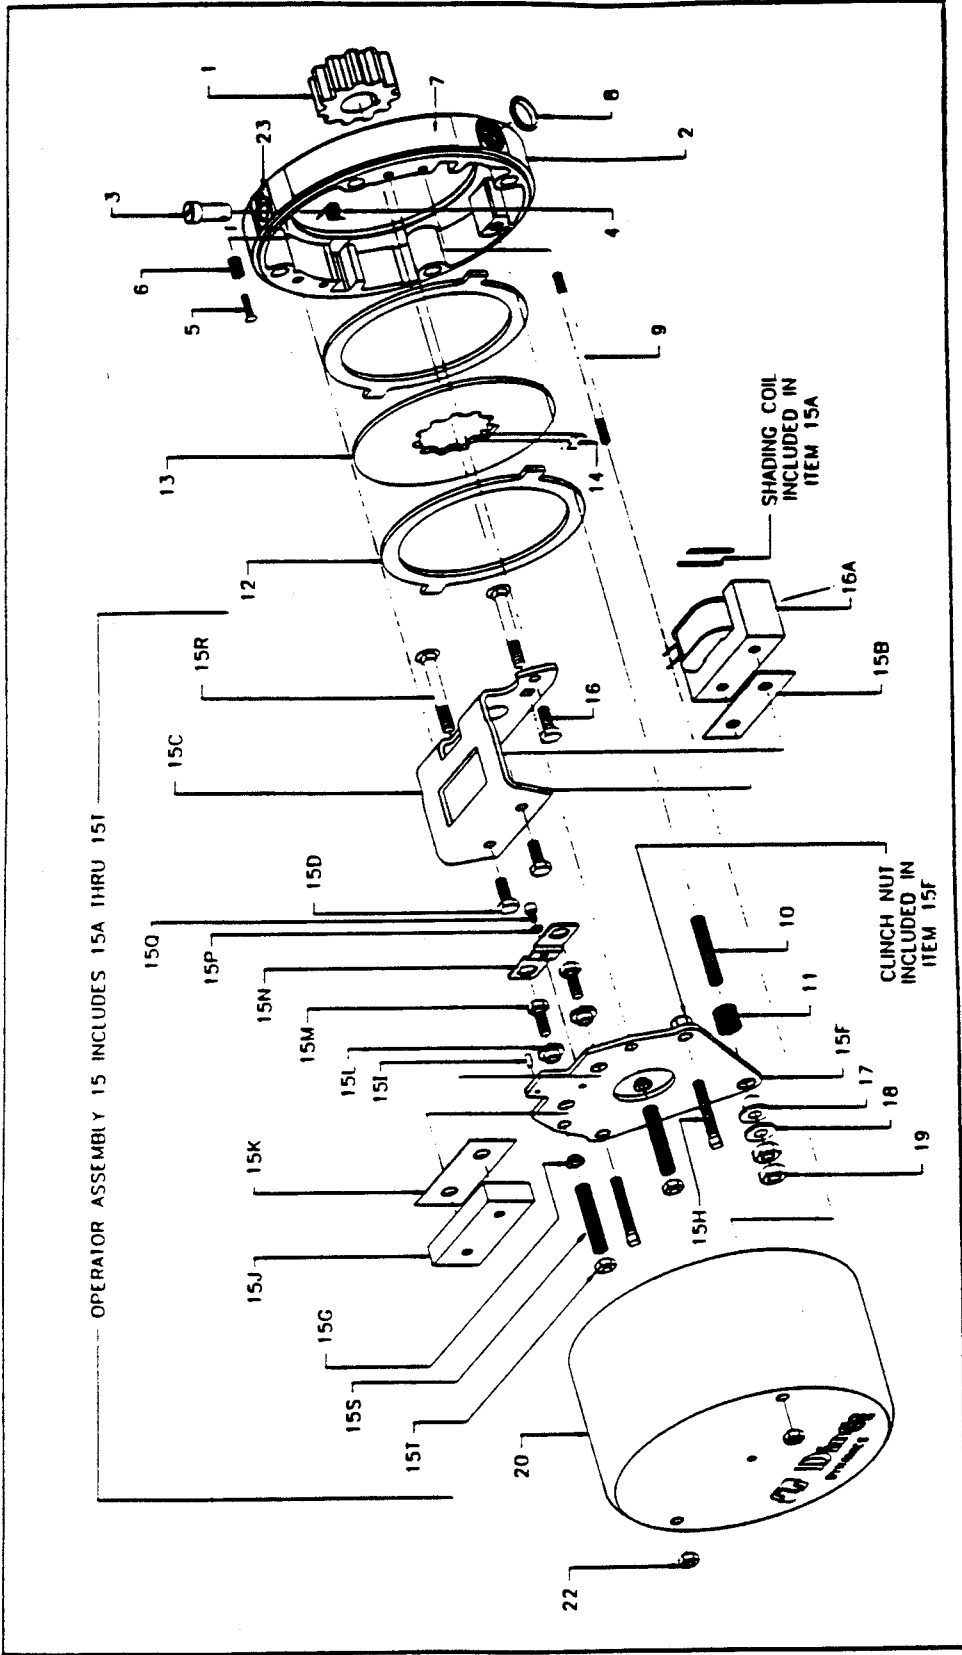 OPERATOR ASSEMBLY 15 INCLUDES 15A THRU 15T
1
23
3
6
5
7
8
2
4
9
13
14
12
SHADING COIL
INCLUDED IN
ITEM 15A
16A
15B
15R
15C
16
15D
15Q
15P
15N
15M
15L
15I
CLINCH NUT
INCLUDED IN
ITEM 15F
10
11
15F
17
18
19
15K
15J
15H
15G
15S
15T
20
22